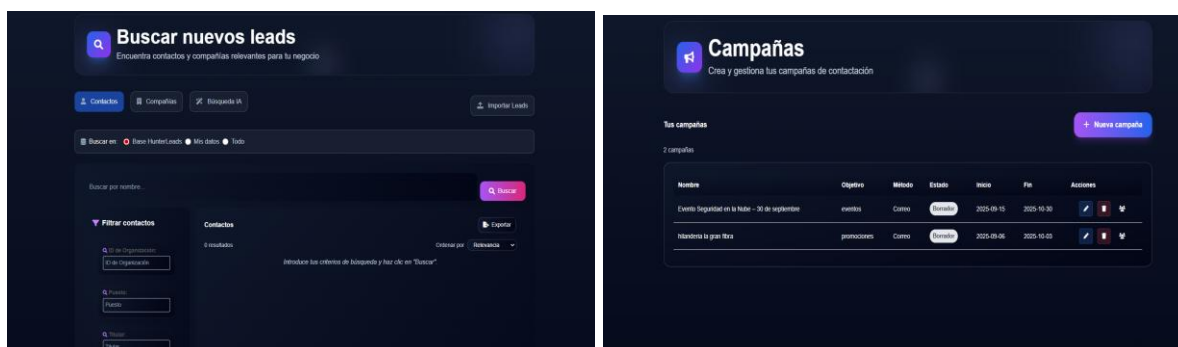 Buscar nuevos leads
Encuentra contactos y compañías relevantes para tu negocio
Contactos
Compañías
Búsqueda IA
Importar Leads
Buscar en: Base HunterLeads Mis datos Todo
Buscar por nombre...
Buscar
Filtrar contactos
Contactos
Exportar
0 resultados
Ordenar por Relevancia
ID de Organización:
ID de Organización
Introduce tus criterios de búsqueda y haz clic en "Buscar".
Puesto:
Puesto
Titular:
Titular
Campañas
Crea y gestiona tus campañas de contactación
Tus campañas
+ Nueva campaña
2 campañas
Nombre Objetivo Método Estado Inicio Fin Acciones
Evento Seguridad en la Nube – 30 de septiembre eventos Correo Borrador 2025-09-15 2025-10-30
hilanderia la gran fibra promociones Correo Borrador 2025-09-06 2025-10-03